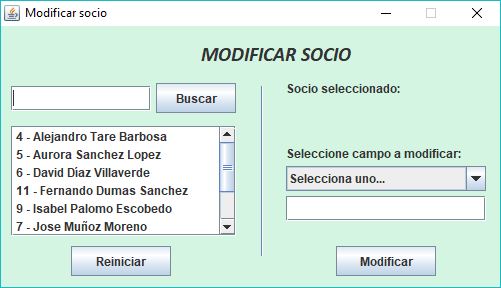 Modificar socio
MODIFICAR SOCIO
Buscar
4 - Alejandro Tare Barbosa
5 - Aurora Sanchez Lopez
6 - David Díaz Villaverde
11 - Fernando Dumas Sanchez
9 - Isabel Palomo Escobedo
7 - Jose Muñoz Moreno
Reiniciar
Socio seleccionado:
Seleccione campo a modificar:
Selecciona uno...
Modificar